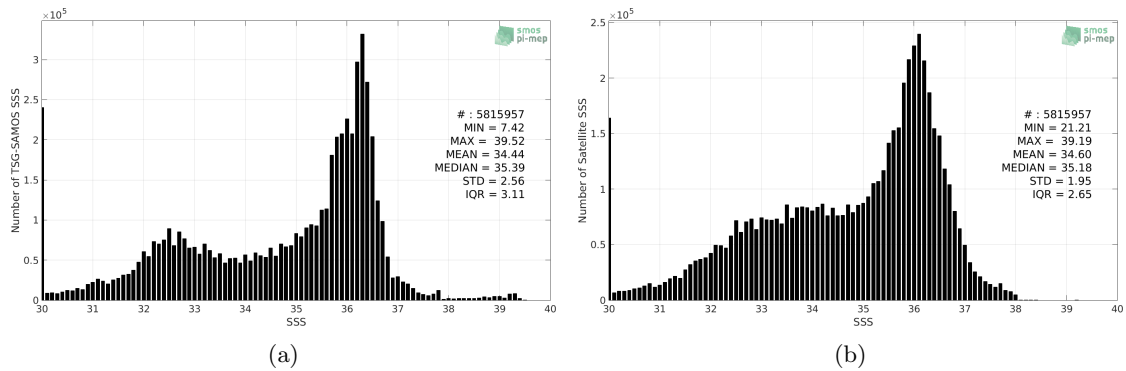 ×10⁵
smos
pi-mep
3
2.5
2
1.5
1
0.5
0
Number of TSG-SAMOS SSS
# : 5815957
MIN = 7.42
MAX = 39.52
MEAN = 34.44
MEDIAN = 35.39
STD = 2.56
IQR = 3.11
30 31 32 33 34 35 36 37 38 39 40
SSS
(a)
2.5 ×10⁵
smos
pi-mep
2
1.5
1
0.5
0
Number of Satellite SSS
# : 5815957
MIN = 21.21
MAX = 39.19
MEAN = 34.60
MEDIAN = 35.18
STD = 1.95
IQR = 2.65
30 31 32 33 34 35 36 37 38 39 40
SSS
(b)